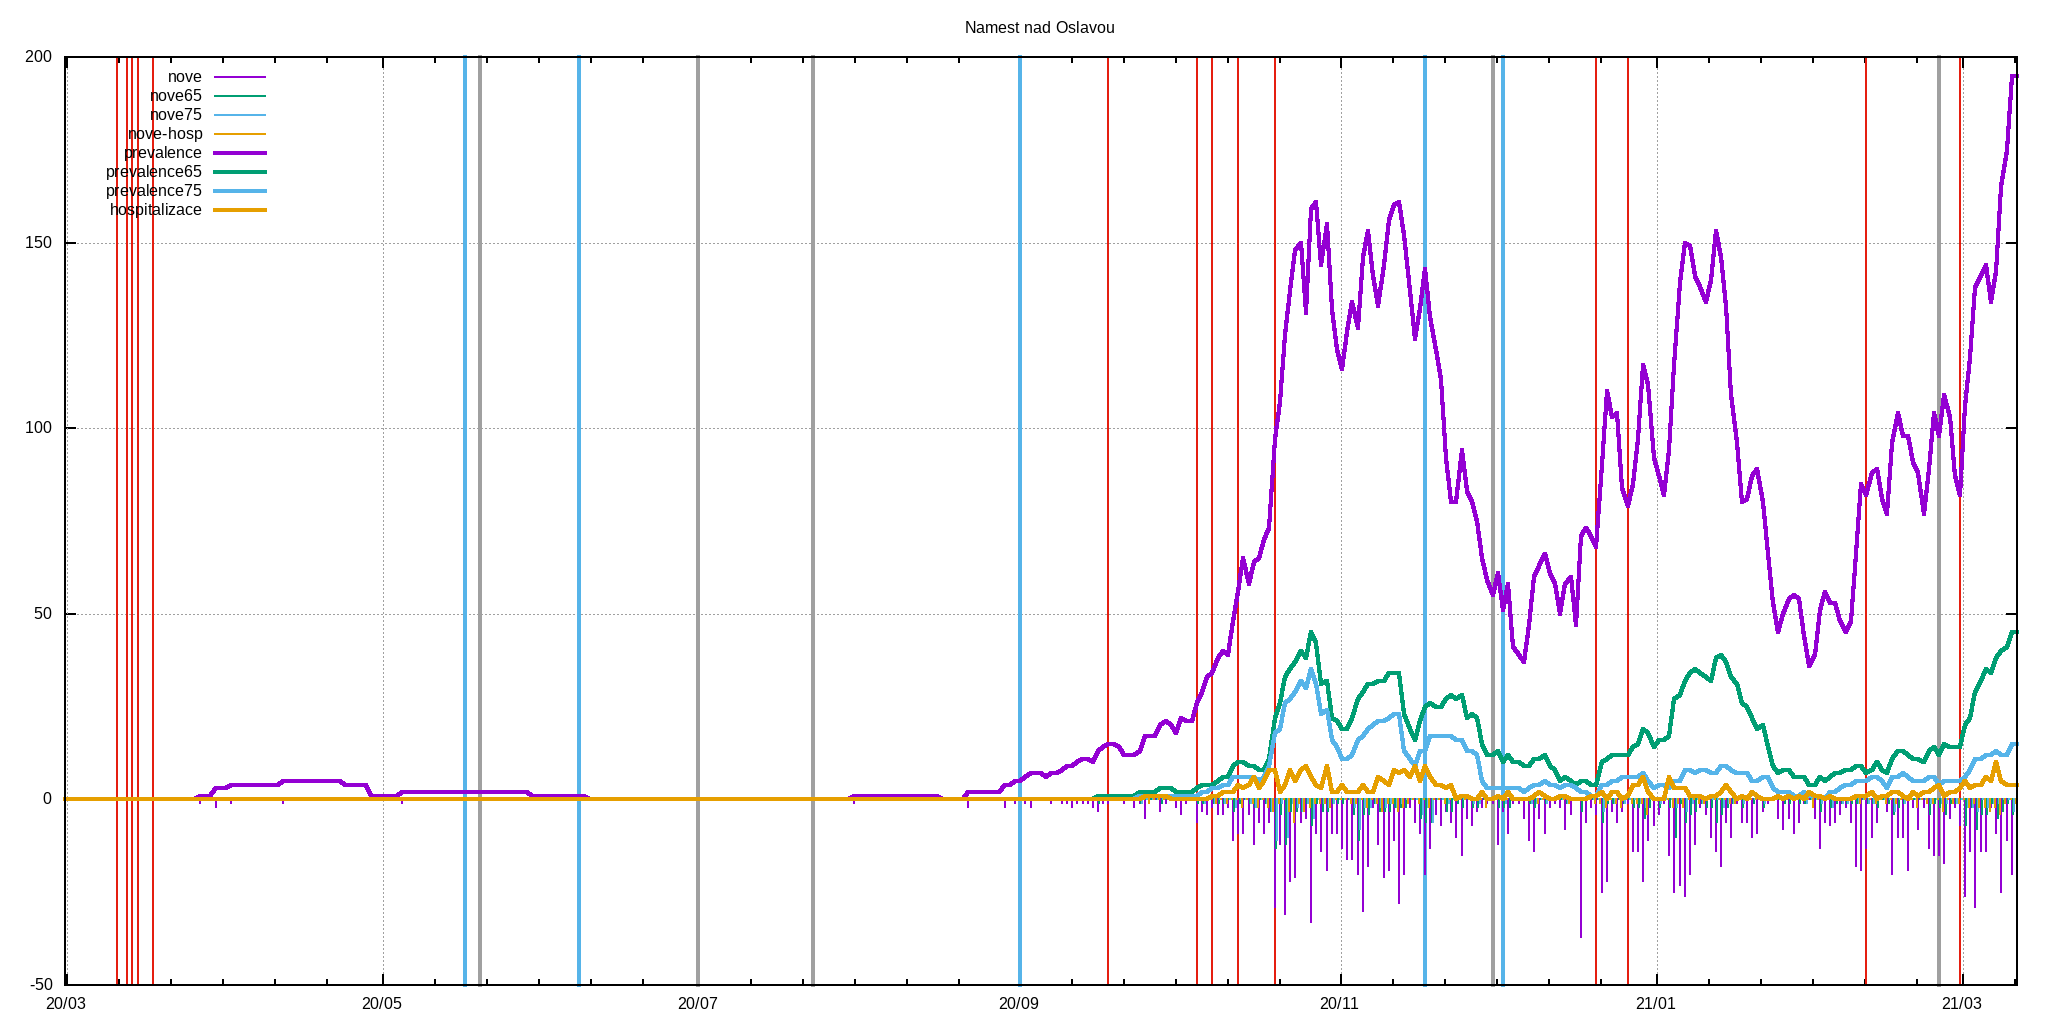 Namest nad Oslavou
200
150
100
50
0
-50
nove
nove65
nove75
nove-hosp
prevalence
prevalence65
prevalence75
hospitalizace
20/03 20/05 20/07 20/09 20/11 21/01 21/03